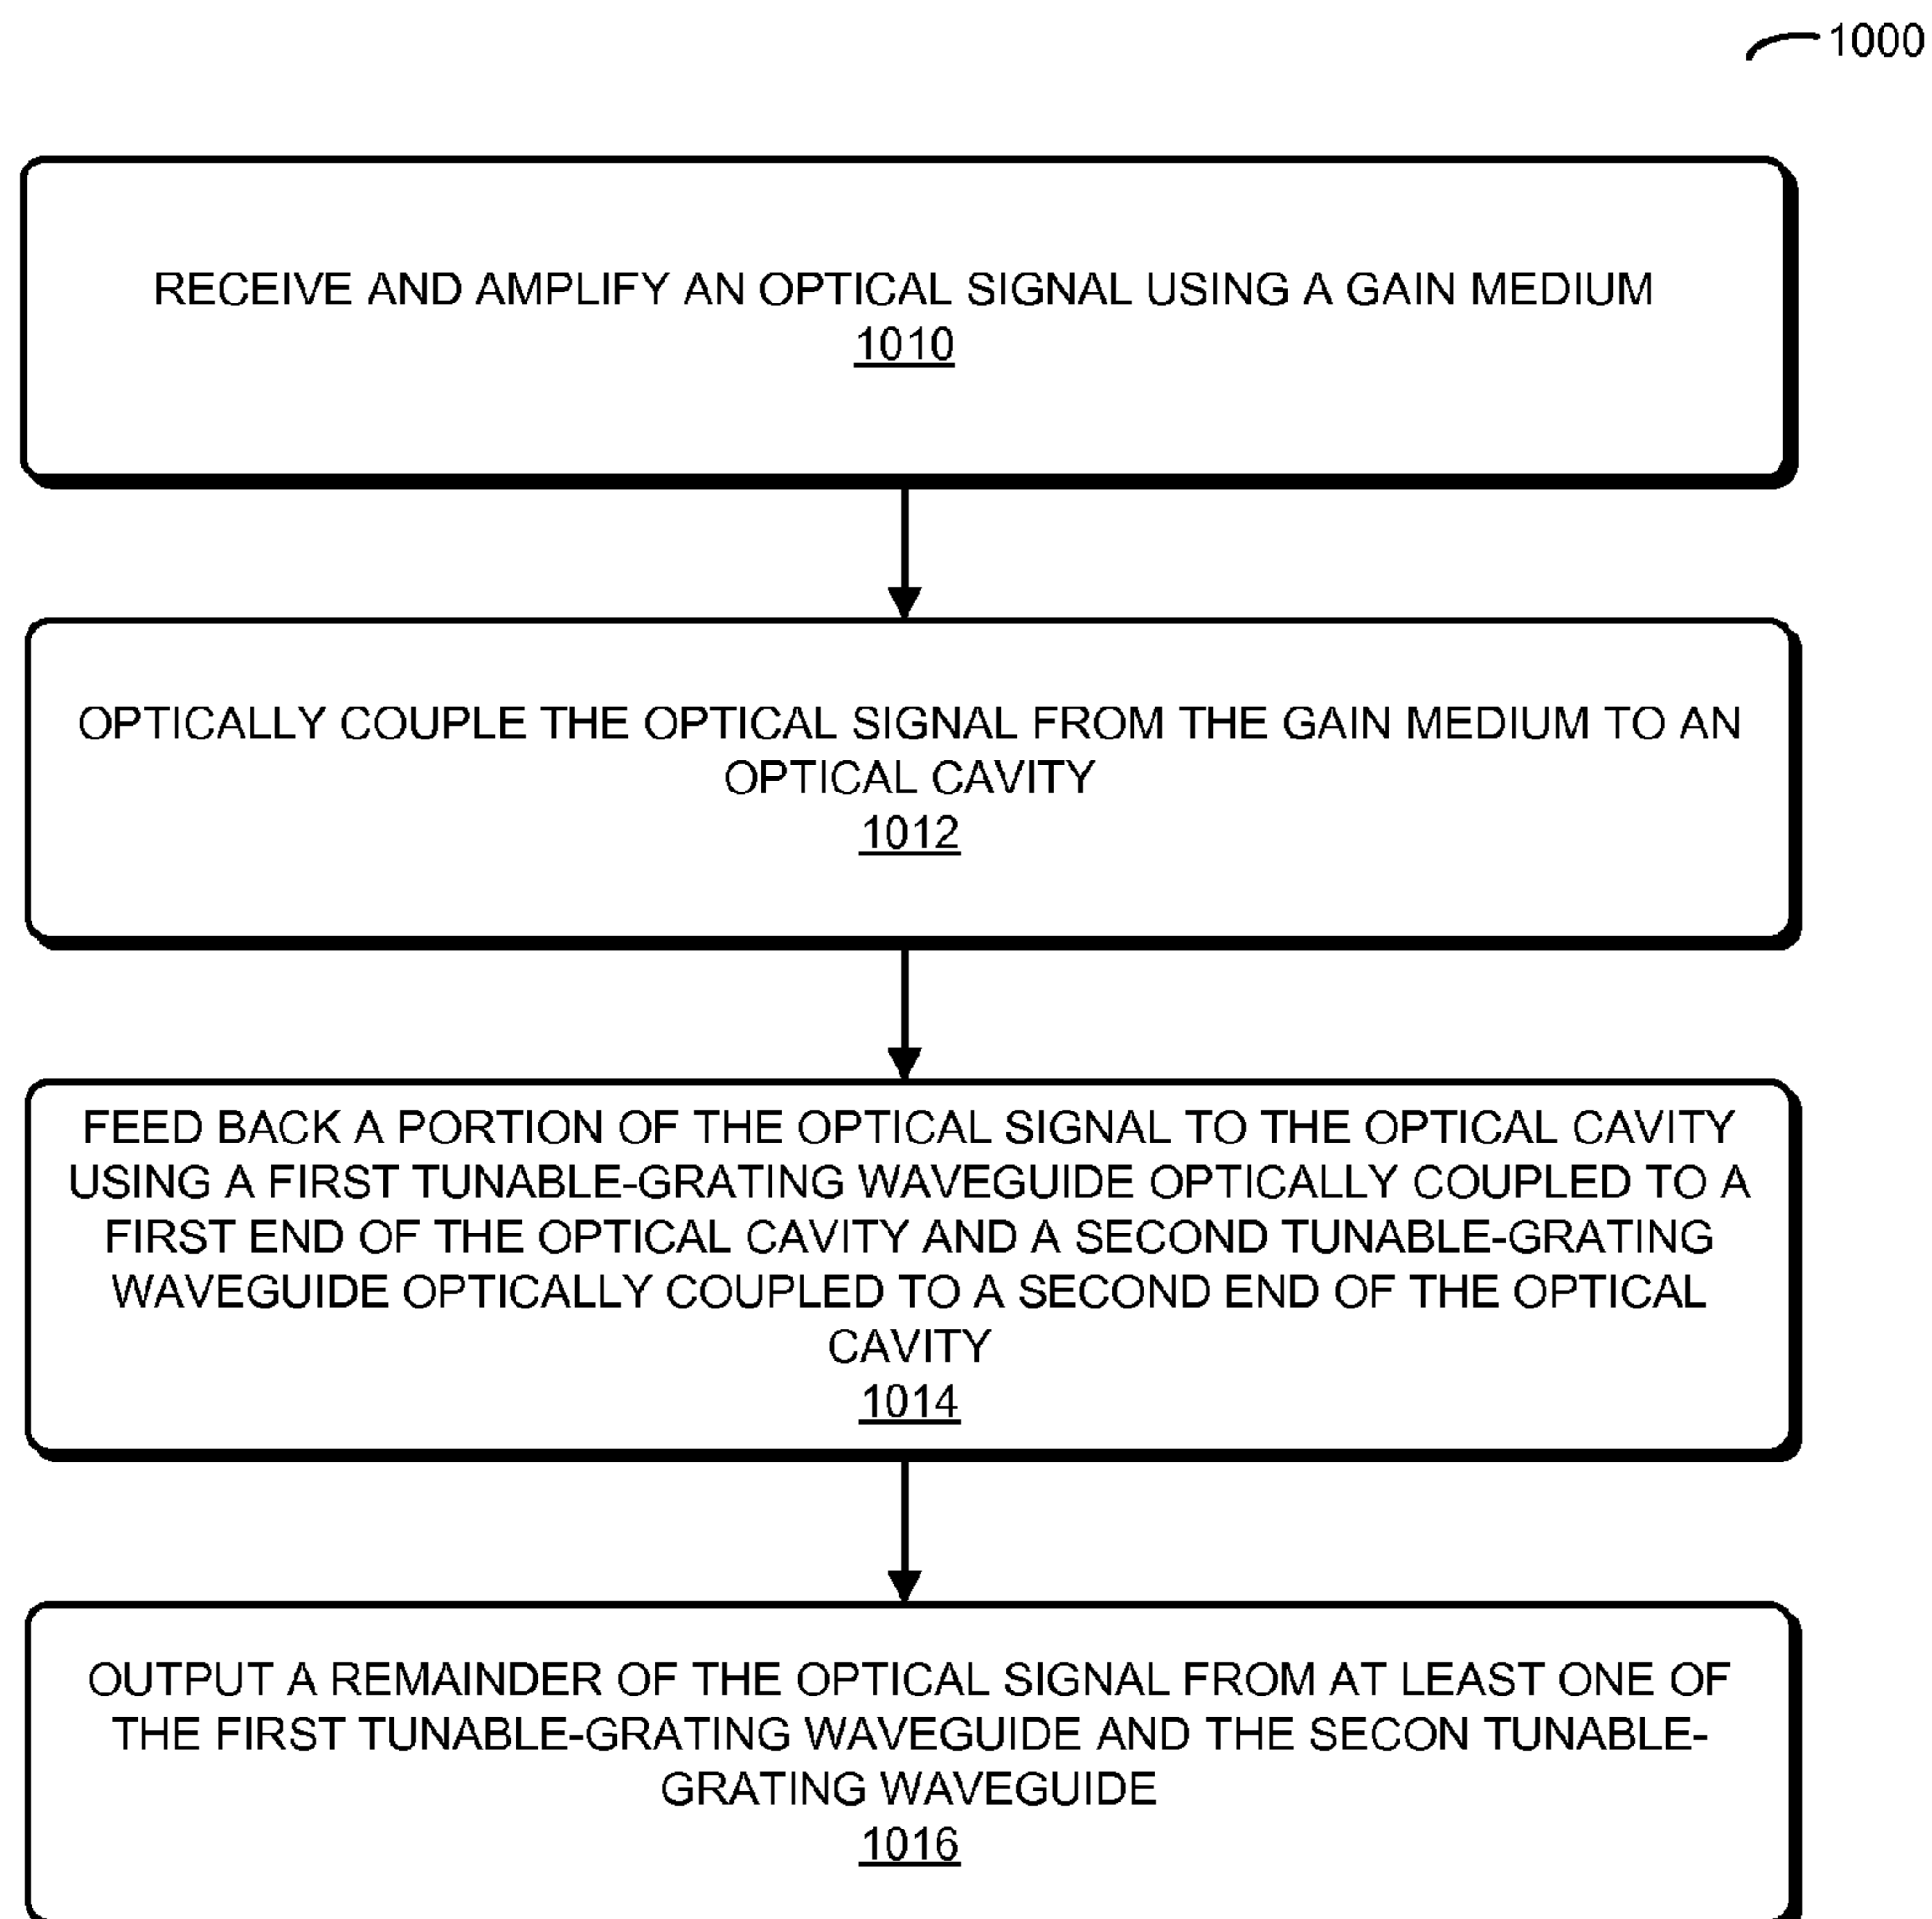 1000
RECEIVE AND AMPLIFY AN OPTICAL SIGNAL USING A GAIN MEDIUM
1010
OPTICALLY COUPLE THE OPTICAL SIGNAL FROM THE GAIN MEDIUM TO AN
OPTICAL CAVITY
1012
FEED BACK A PORTION OF THE OPTICAL SIGNAL TO THE OPTICAL CAVITY
USING A FIRST TUNABLE-GRATING WAVEGUIDE OPTICALLY COUPLED TO A
FIRST END OF THE OPTICAL CAVITY AND A SECOND TUNABLE-GRATING
WAVEGUIDE OPTICALLY COUPLED TO A SECOND END OF THE OPTICAL
CAVITY
1014
OUTPUT A REMAINDER OF THE OPTICAL SIGNAL FROM AT LEAST ONE OF
THE FIRST TUNABLE-GRATING WAVEGUIDE AND THE SECON TUNABLE-
GRATING WAVEGUIDE
1016